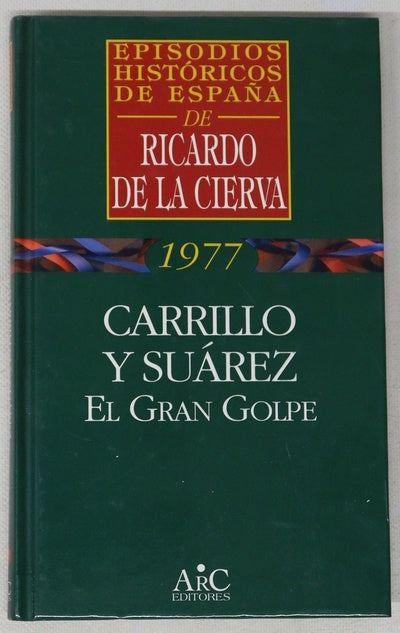 EPISODIOS
HISTÓRICOS
DE ESPAÑA
DE
RICARDO
DE LA CIERVA
1977
CARRILLO
Y SUÁREZ
EL GRAN GOLPE
ARC
EDITORES